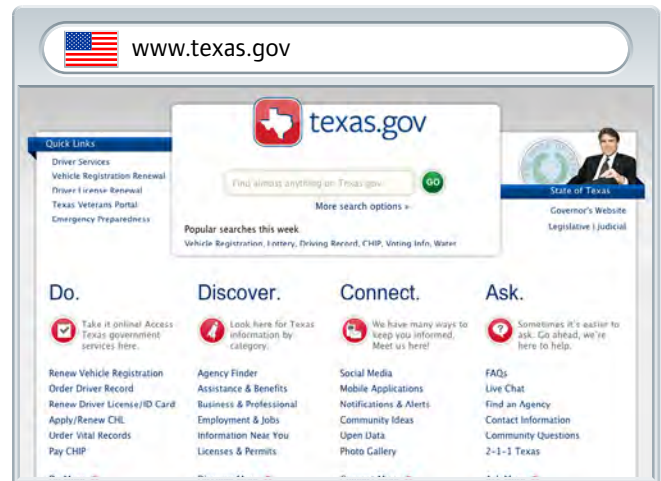 www.texas.gov
texas.gov
Quick Links
Driver Services
Vehicle Registration Renewal
Driver License Renewal
Texas Veterans Portal
Emergency Preparedness
Find almost anything on Texas.gov
GO
More search options »
Popular searches this week
Vehicle Registration, Lottery, Driving Record, CHIP, Voting Info, Water
State of Texas
Governor's Website
Legislative | Judicial
Do.
Take it online! Access
Texas government
services here.
Renew Vehicle Registration
Order Driver Record
Renew Driver License/ID Card
Apply/Renew CHL
Order Vital Records
Pay CHIP
Discover.
Look here for Texas
information by
category.
Agency Finder
Assistance & Benefits
Business & Professional
Employment & Jobs
Information Near You
Licenses & Permits
Connect.
We have many ways to
keep you informed.
Meet us here!
Social Media
Mobile Applications
Notifications & Alerts
Community Ideas
Open Data
Photo Gallery
Ask.
Sometimes it's easier to
ask. Go ahead, we're
here to help.
FAQs
Live Chat
Find an Agency
Contact Information
Community Questions
2-1-1 Texas